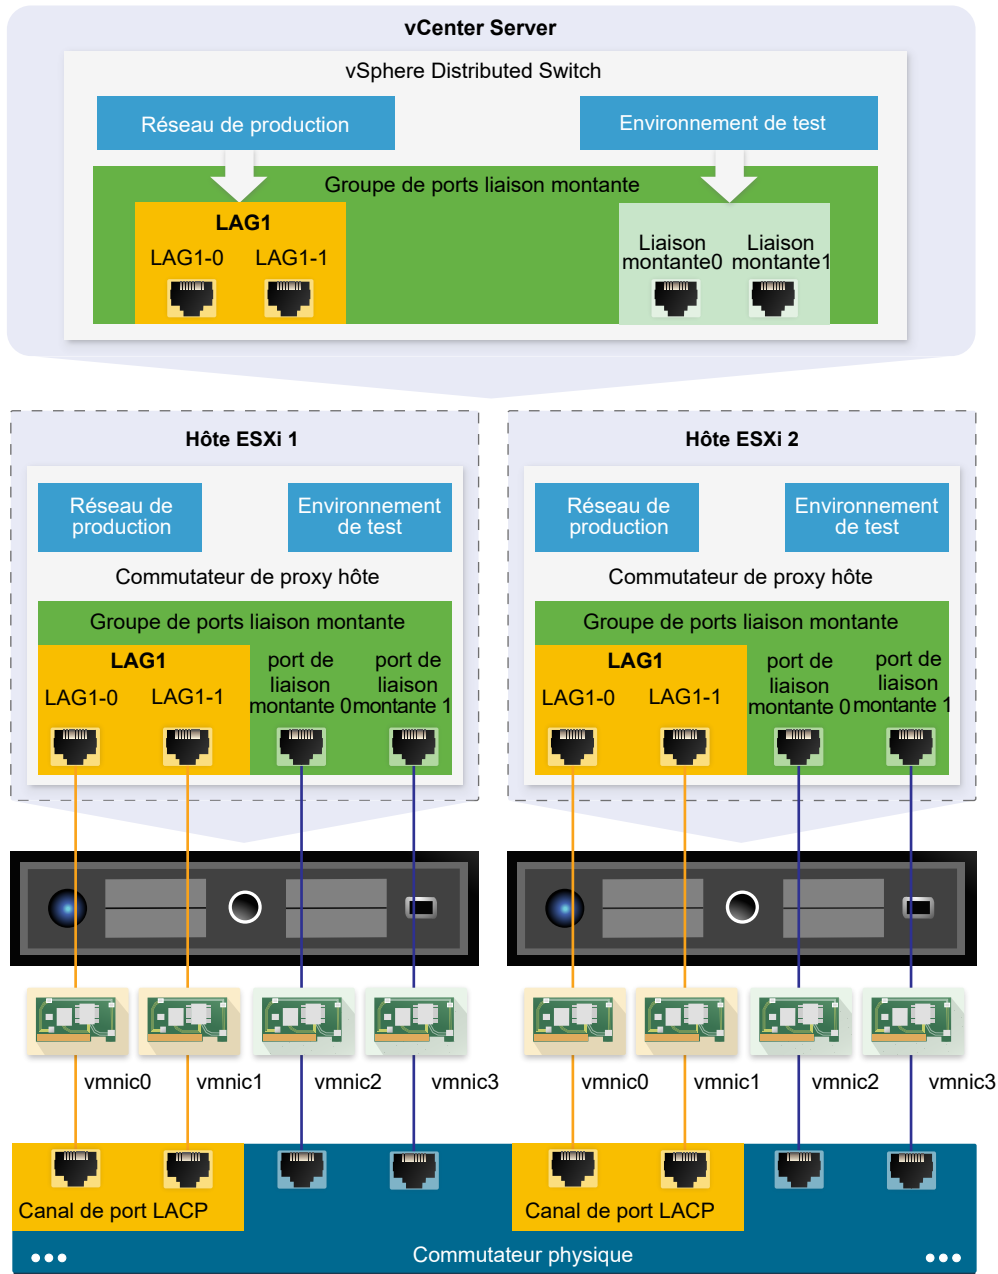 vCenter Server
vSphere Distributed Switch
Réseau de production
Environnement de test
Groupe de ports liaison montante
LAG1
LAG1-0
LAG1-1
Liaison
montante0
Liaison
montante1
Hôte ESXi 1
Réseau de
production
Environnement
de test
Commutateur de proxy hôte
Groupe de ports liaison montante
LAG1
LAG1-0
LAG1-1
port de
liaison
montante 0
port de
liaison
montante 1
Hôte ESXi 2
Réseau de
production
Environnement
de test
Commutateur de proxy hôte
Groupe de ports liaison montante
LAG1
LAG1-0
LAG1-1
port de
liaison
montante 0
port de
liaison
montante 1
vmnic0
vmnic1
vmnic2
vmnic3
vmnic0
vmnic1
vmnic2
vmnic3
Canal de port LACP
Canal de port LACP
Commutateur physique